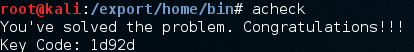 root@kali:/export/home/bin# acheck
You've solved the problem. Congratulations!!!
Key Code: 1d92d